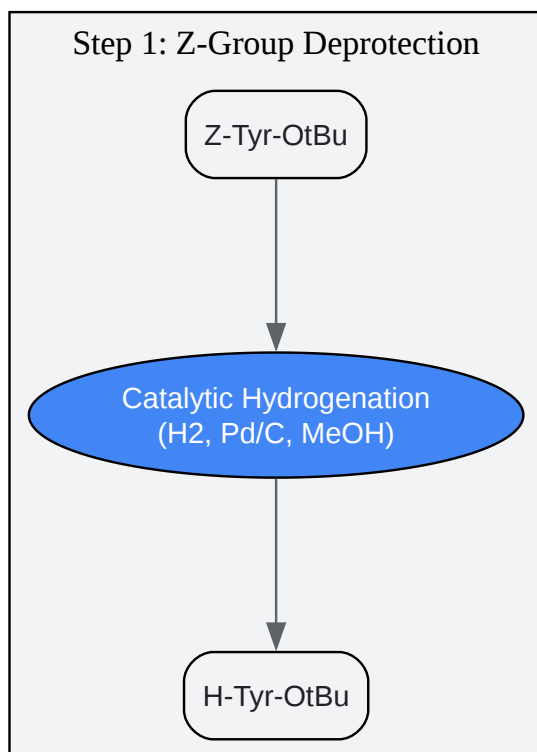 Step 1: Z-Group Deprotection
Z-Tyr-OtBu
Catalytic Hydrogenation
(H2, Pd/C, MeOH)
H-Tyr-OtBu